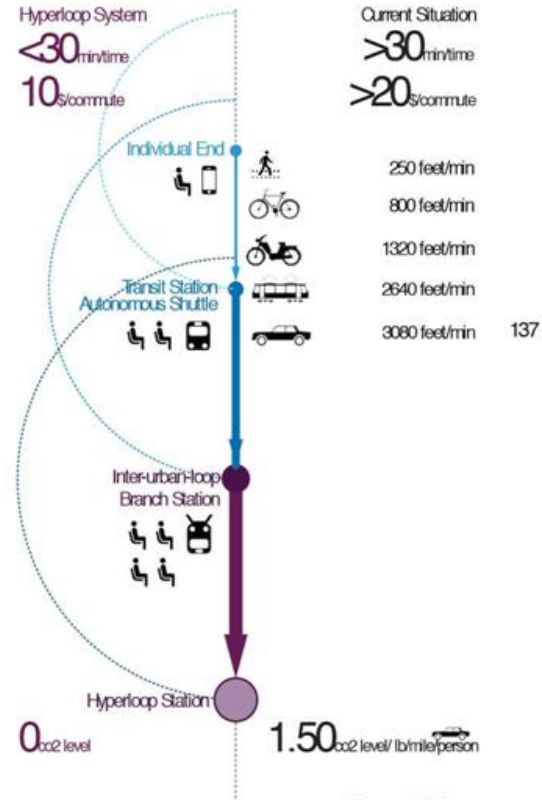 Hyperloop System
<30min/time
10$/commute
Current Situation
>30min/time
>20$/commute
Individual End
250 feet/min
800 feet/min
1320 feet/min
Transit Station
Autonomous Shuttle
2640 feet/min
3080 feet/min
137
Inter-urban-loop
Branch Station
Hyperloop Station
0co2 level
1.50co2 level/ lb/mile/person